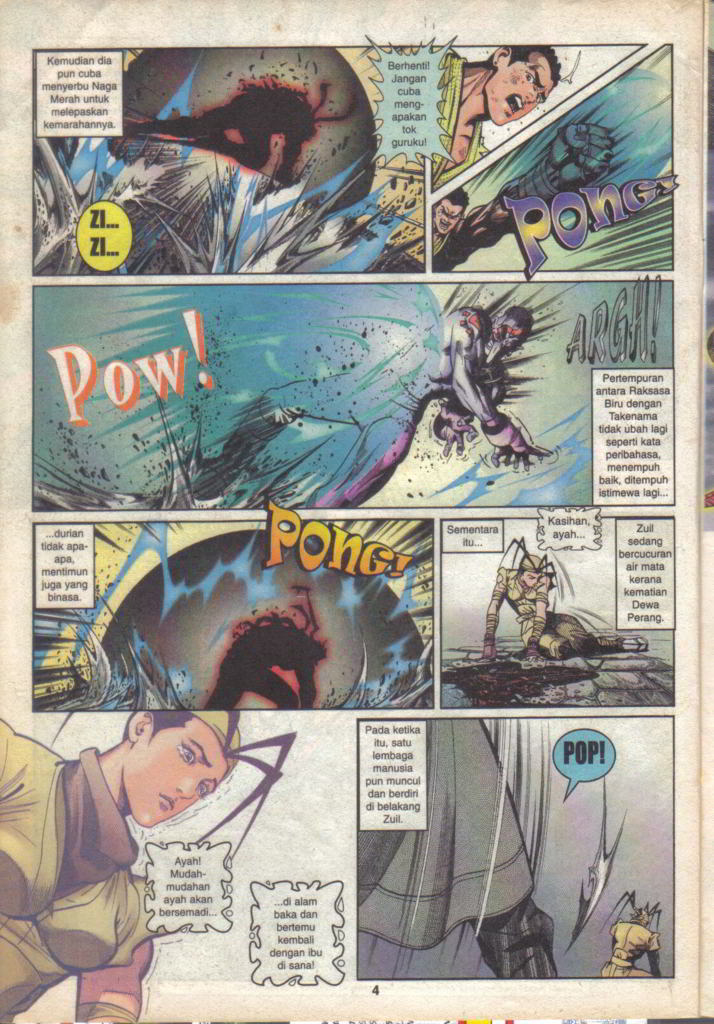 Kemudian dia
pun cuba
menyerbu Naga
Merah untuk
melepaskan
kemarahannya.
ZI...
ZI...
Berhenti!
Jangan
cuba
meng-
apakan
tok
guruku!
PONG!
POW!
ARGH!!
Pertempuran
antara Raksasa
Biru dengan
Takenama
tidak ubah lagi
seperti kata
peribahasa,
menempuh
baik, ditempuh
istimewa lagi...
...durian
tidak apa-
apa,
mentimun
juga yang
binasa.
PONG!
Sementara
itu...
Kasihan,
ayah...
Zuil
sedang
bercucuran
air mata
kerana
kematian
Dewa
Perang.
Ayah!
Mudah-
mudahan
ayah akan
bersemadi...
...di alam
baka dan
bertemu
kembali
dengan ibu
di sana!
Pada ketika
itu, satu
lembaga
manusia
pun muncul
dan berdiri
di belakang
Zuil.
POP!
4